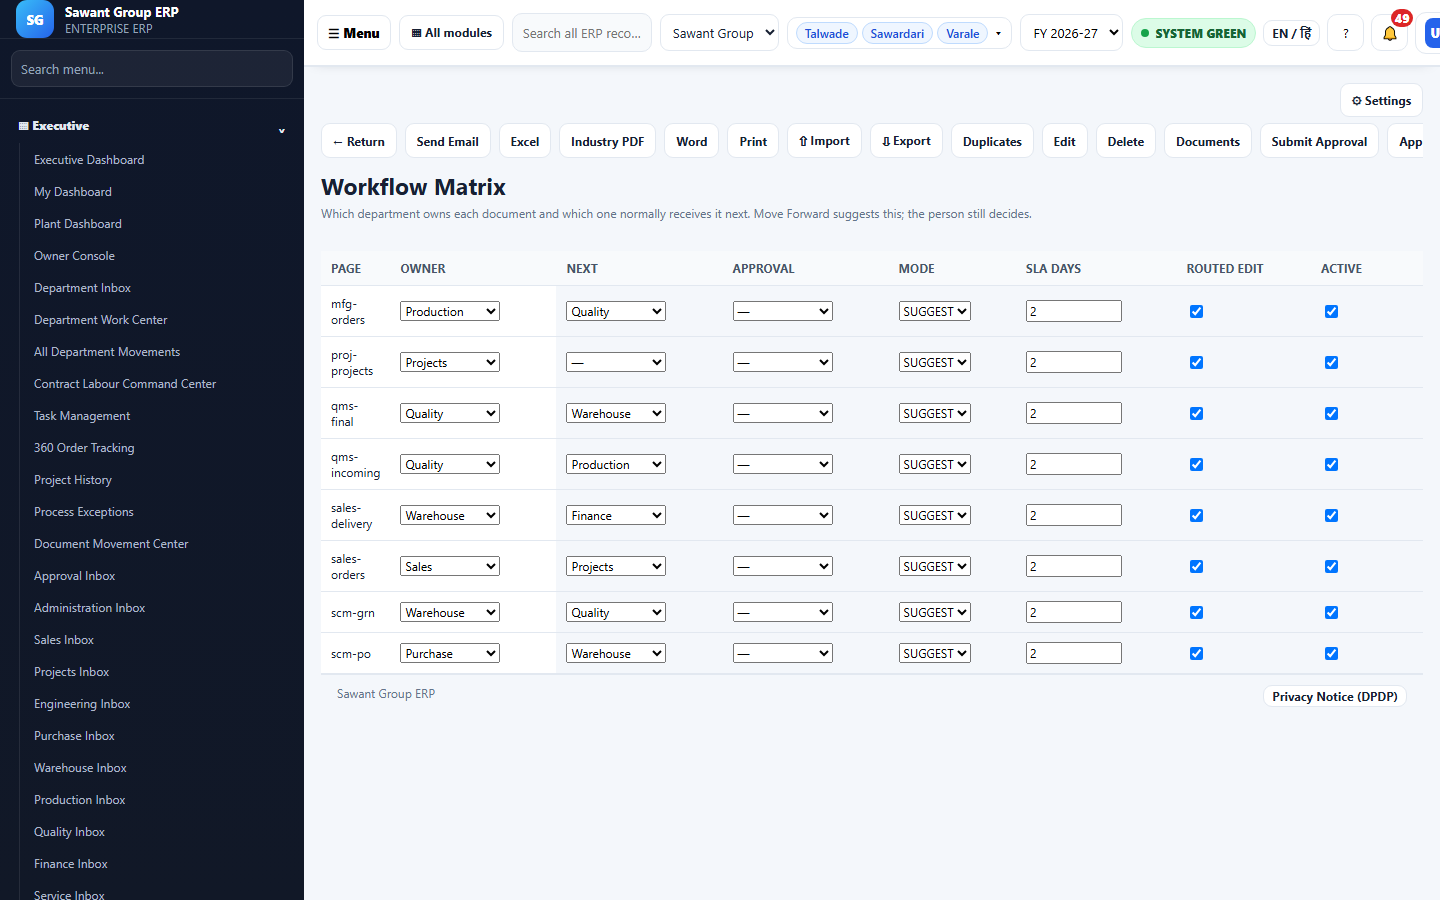 SG
Sawant Group ERP
ENTERPRISE ERP
Search menu...
Executive
Executive Dashboard
My Dashboard
Plant Dashboard
Owner Console
Department Inbox
Department Work Center
All Department Movements
Contract Labour Command Center
Task Management
360 Order Tracking
Project History
Process Exceptions
Document Movement Center
Approval Inbox
Administration Inbox
Sales Inbox
Projects Inbox
Engineering Inbox
Purchase Inbox
Warehouse Inbox
Production Inbox
Quality Inbox
Finance Inbox
Service Inbox
☰ Menu All modules Search all ERP reco... Sawant Group Talwade Sawardari Varale FY 2026-27 SYSTEM GREEN EN / हिं ? 49 U
⚙ Settings
← Return Send Email Excel Industry PDF Word Print ⇧ Import ⇩ Export Duplicates Edit Delete Documents Submit Approval App
Workflow Matrix
Which department owns each document and which one normally receives it next. Move Forward suggests this; the person still decides.
PAGE OWNER NEXT APPROVAL MODE SLA DAYS ROUTED EDIT ACTIVE
mfg-orders Production Quality — SUGGEST 2
proj-projects Projects — — SUGGEST 2
qms-final Quality Warehouse — SUGGEST 2
qms-incoming Quality Production — SUGGEST 2
sales-delivery Warehouse Finance — SUGGEST 2
sales-orders Sales Projects — SUGGEST 2
scm-grn Warehouse Quality — SUGGEST 2
scm-po Purchase Warehouse — SUGGEST 2
Sawant Group ERP Privacy Notice (DPDP)